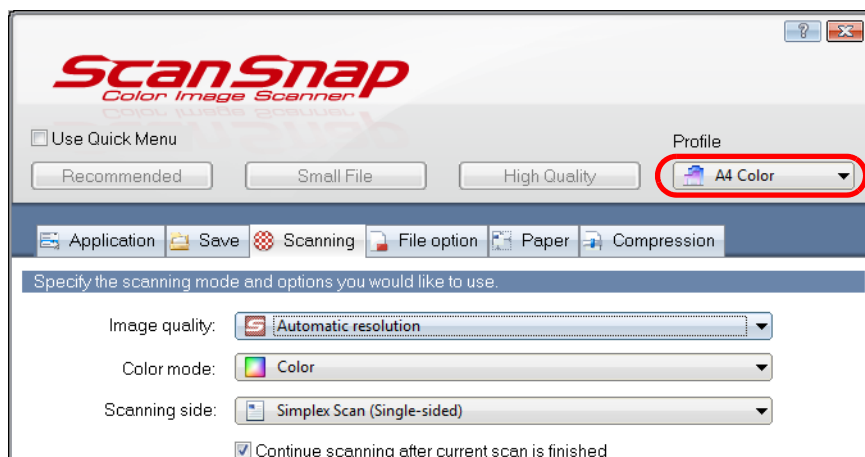 ScanSnap
Color Image Scanner
Use Quick Menu
Profile
Recommended Small File High Quality A4 Color
Application Save Scanning File option Paper Compression
Specify the scanning mode and options you would like to use.
Image quality: Automatic resolution
Color mode: Color
Scanning side: Simplex Scan (Single-sided)
Continue scanning after current scan is finished